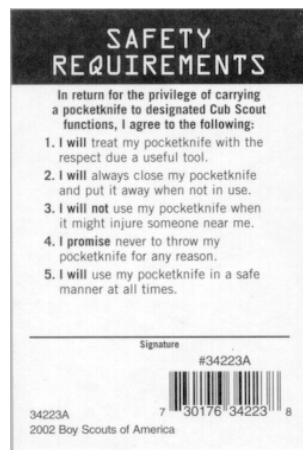 SAFETY
REQUIREMENTS
In return for the privilege of carrying
a pocketknife to designated Cub Scout
functions, I agree to the following:
1. I will treat my pocketknife with the
respect due a useful tool.
2. I will always close my pocketknife
and put it away when not in use.
3. I will not use my pocketknife when
it might injure someone near me.
4. I promise never to throw my
pocketknife for any reason.
5. I will use my pocketknife in a safe
manner at all times.
Signature
#34223A
7 30176 34223 8
34223A
2002 Boy Scouts of America